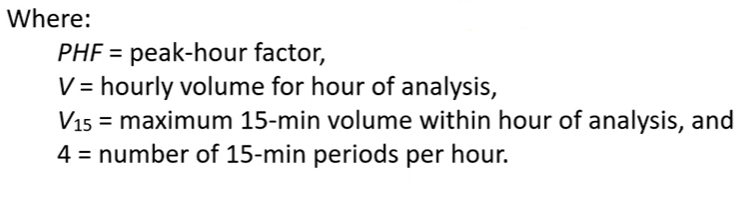 Where:
PHF = peak-hour factor,
V = hourly volume for hour of analysis,
V15 = maximum 15-min volume within hour of analysis, and
4 = number of 15-min periods per hour.